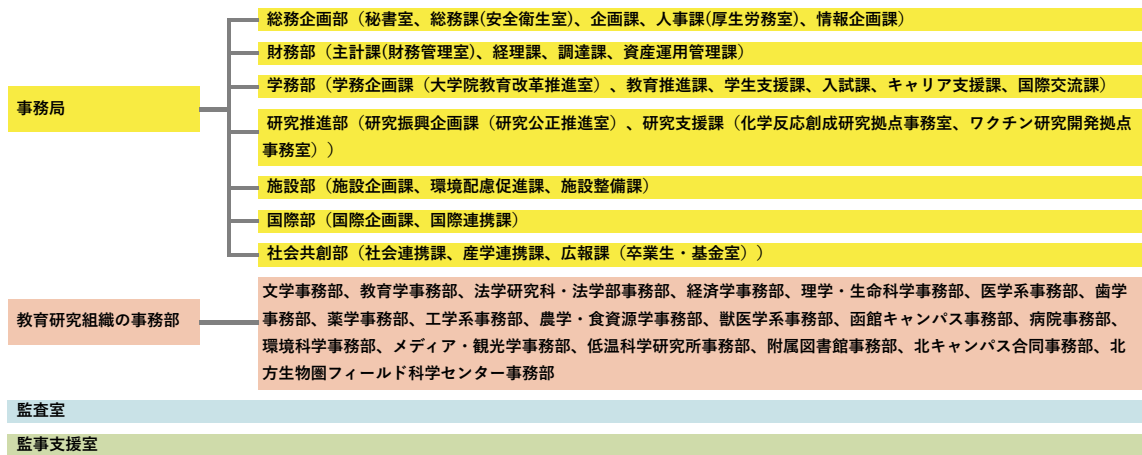 総務企画部（秘書室、総務課(安全衛生室)、企画課、人事課(厚生労務室)、情報企画課）
財務部（主計課(財務管理室)、経理課、調達課、資産運用管理課）
学務部（学務企画課（大学院教育改革推進室）、教育推進課、学生支援課、入試課、キャリア支援課、国際交流課）
事務局
研究推進部（研究振興企画課（研究公正推進室）、研究支援課（化学反応創成研究拠点事務室、ワクチン研究開発拠点
事務室））
施設部（施設企画課、環境配慮促進課、施設整備課）
国際部（国際企画課、国際連携課）
社会共創部（社会連携課、産学連携課、広報課（卒業生・基金室））
教育研究組織の事務部
文学事務部、教育学事務部、法学研究科・法学部事務部、経済学事務部、理学・生命科学事務部、医学系事務部、歯学
事務部、薬学事務部、工学系事務部、農学・食資源学事務部、獣医学系事務部、函館キャンパス事務部、病院事務部、
環境科学事務部、メディア・観光学事務部、低温科学研究所事務部、附属図書館事務部、北キャンパス合同事務部、北
方生物圏フィールド科学センター事務部
監査室
監事支援室